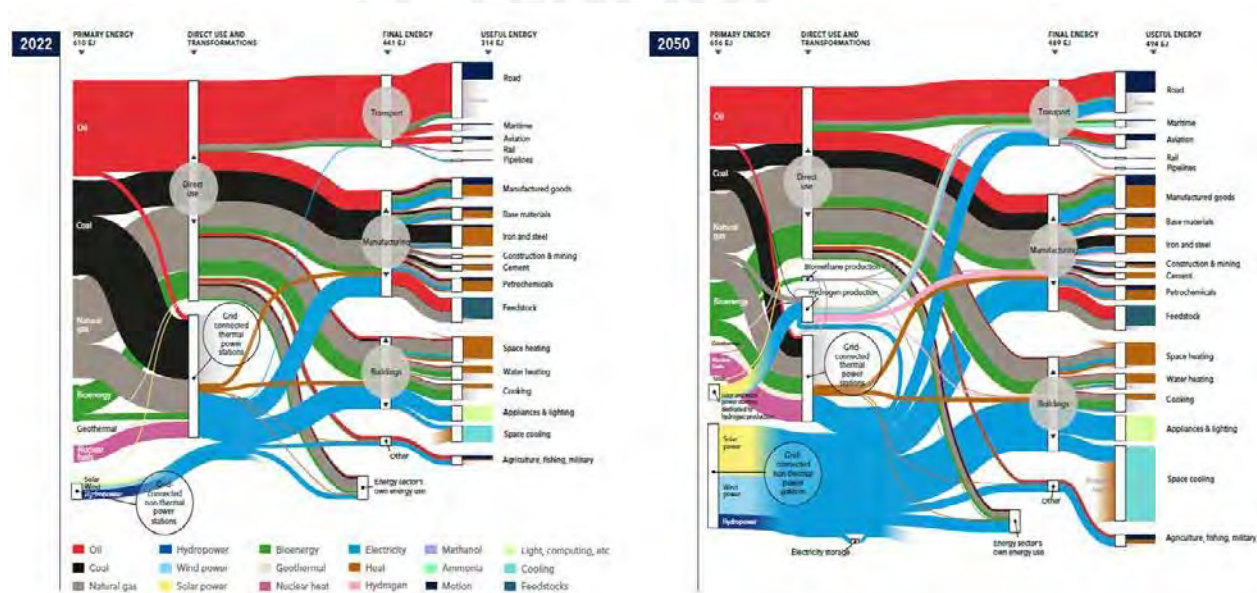 2022
PRIMARY ENERGY
610 EJ
DIRECT USE AND
TRANSFORMATIONS
FINAL ENERGY
441 EJ
USEFUL ENERGY
314 EJ
Oil
Coal
Natural
gas
Bioenergy
Geothermal
Nuclear
fuels
Solar
Wind
Hydropower
Direct
use
Grid-
connected
thermal
power
stations
Grid-
connected
non-thermal
power
stations
Transport
Manufacturing
Buildings
Other
Energy sector's
own energy use
Road
Maritime
Aviation
Rail
Pipelines
Manufactured goods
Base materials
Iron and steel
Construction & mining
Cement
Petrochemicals
Feedstock
Space heating
Water heating
Cooking
Appliances & lighting
Space cooling
Agriculture, fishing, military
Oil
Hydropower
Bioenergy
Electricity
Methanol
Light, computing, etc
Coal
Wind power
Geothermal
Heat
Ammonia
Cooling
Natural gas
Solar power
Nuclear heat
Hydrogen
Motion
Feedstocks
2050
PRIMARY ENERGY
656 EJ
DIRECT USE AND
TRANSFORMATIONS
FINAL ENERGY
489 EJ
USEFUL ENERGY
494 EJ
Oil
Coal
Natural
gas
Bioenergy
Nuclear
fuels
power stations
dedicated to
hydrogen production
Solar
power
Wind
power
Hydropower
Direct
use
Biomethane production
Hydrogen production
Grid-
connected
thermal
power
stations
Grid-
connected
non-thermal
power
Electricity storage
Transport
Manufacturing
Buildings
Other
Energy sector's
own energy use
Road
Maritime
Aviation
Rail
Pipelines
Manufactured goods
Base materials
Iron and steel
Construction & mining
Cement
Petrochemicals
Feedstock
Space heating
Water heating
Cooking
Appliances & lighting
Space cooling
Agriculture, fishing, military